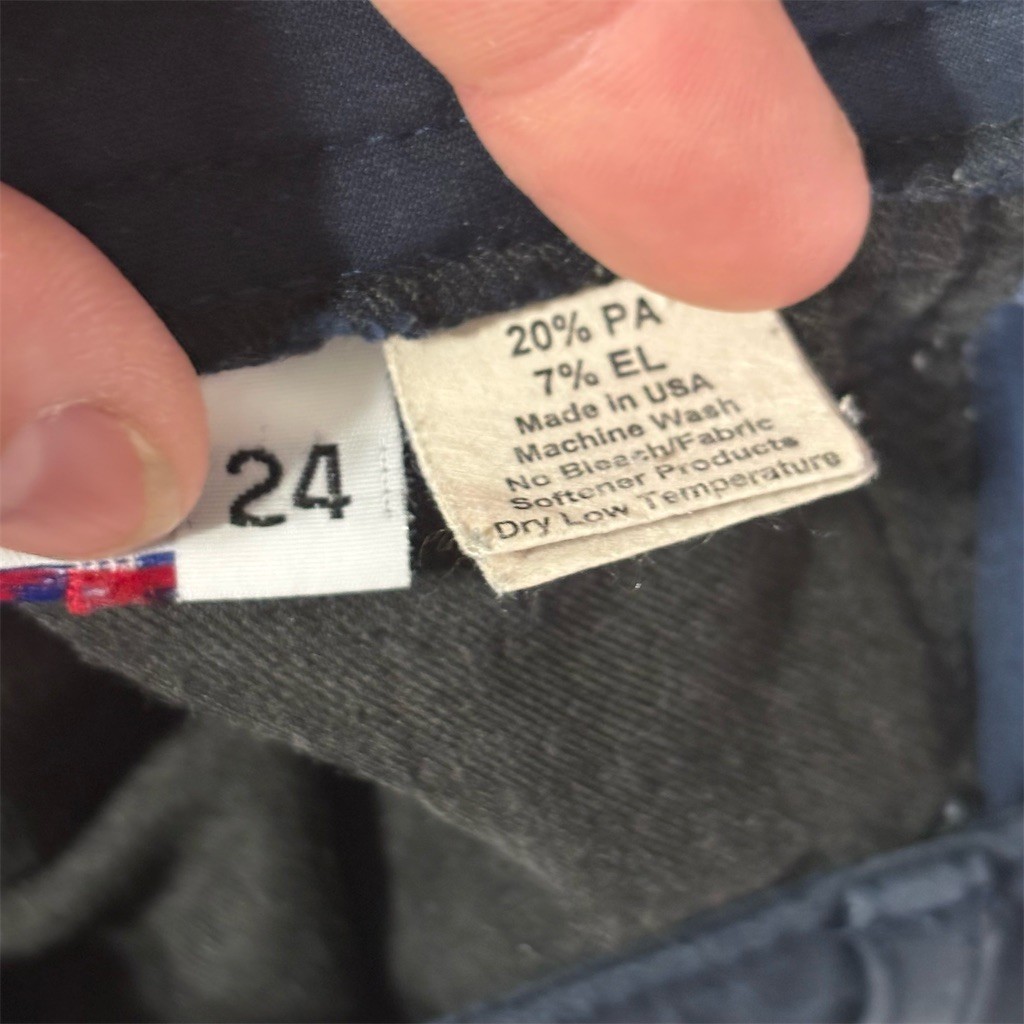 24
20% PA
7% EL
Made in USA
Machine Wash
No Bleach/Fabric
Softener Products
Dry Low Temperature